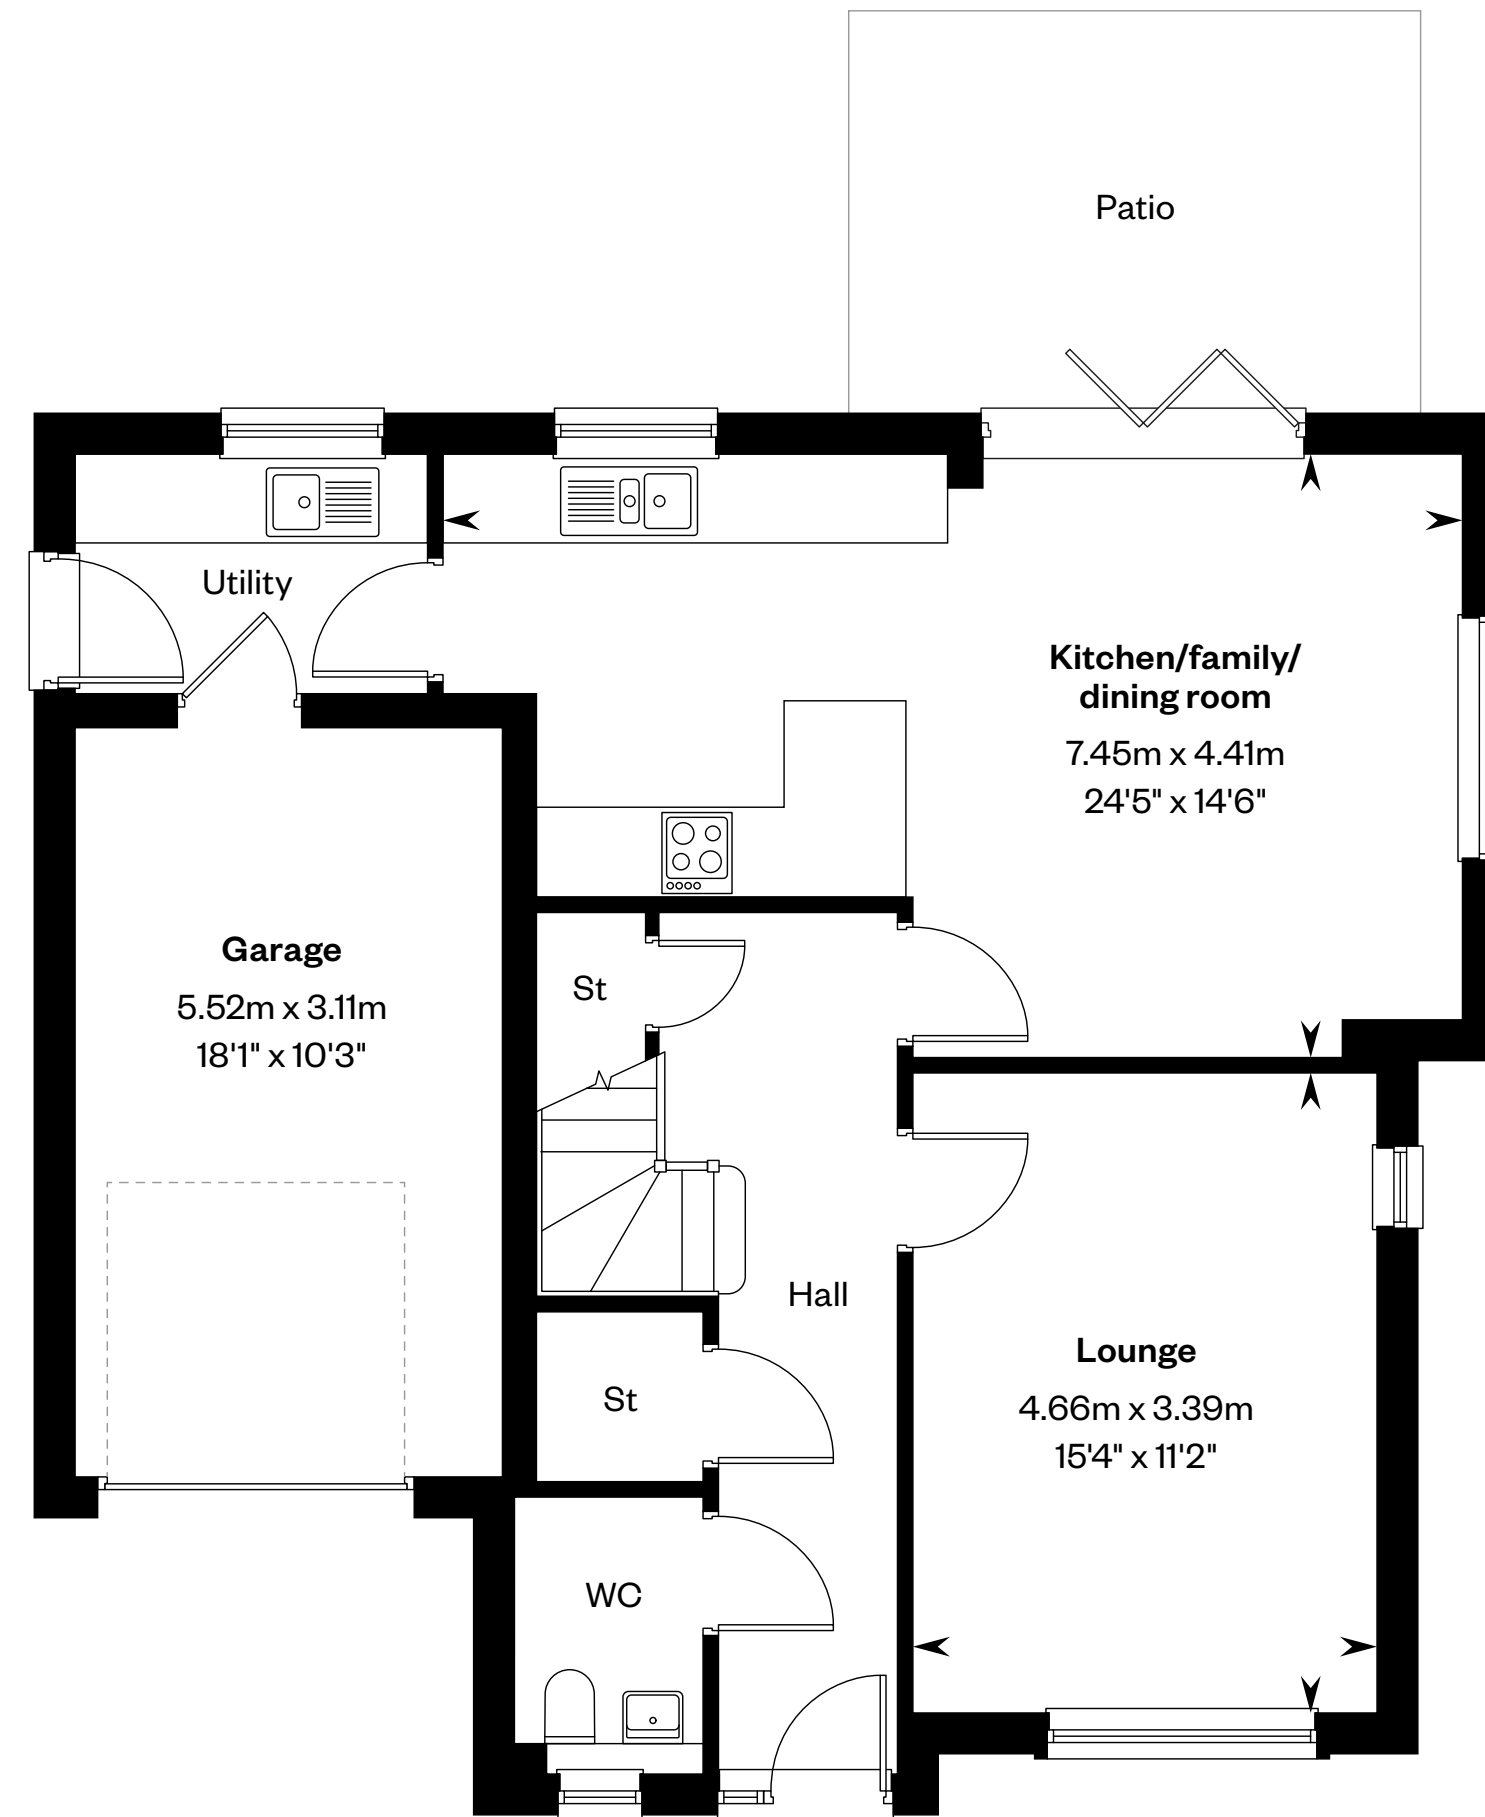 Patio
Utility
Kitchen/family/
dining room
7.45m x 4.41m
24'5" x 14'6"
Garage
5.52m x 3.11m
18'1" x 10'3"
St
Hall
Lounge
4.66m x 3.39m
15'4" x 11'2"
St
WC